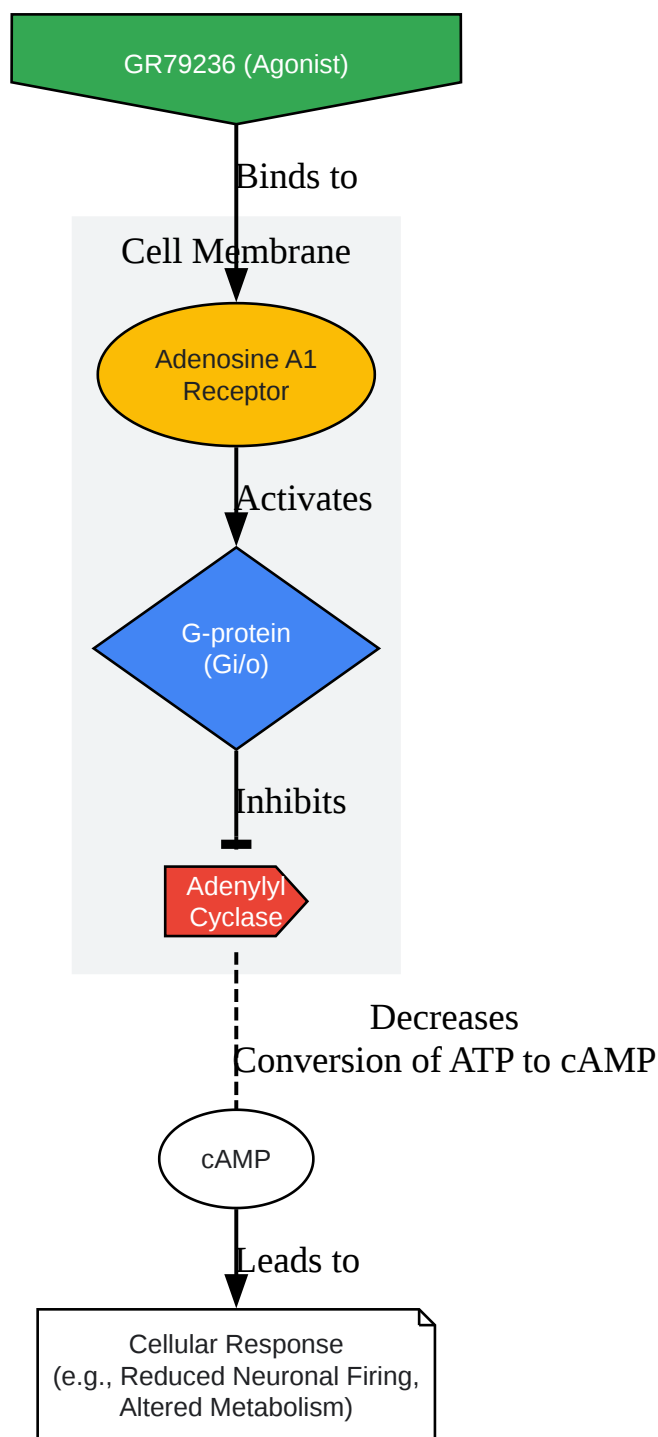 GR79236 (Agonist)
Binds to
Cell Membrane
Adenosine A1
Receptor
Activates
G-protein
(Gi/o)
Inhibits
Adenylyl
Cyclase
Decreases
Conversion of ATP to cAMP
cAMP
Leads to
Cellular Response
(e.g., Reduced Neuronal Firing,
Altered Metabolism)